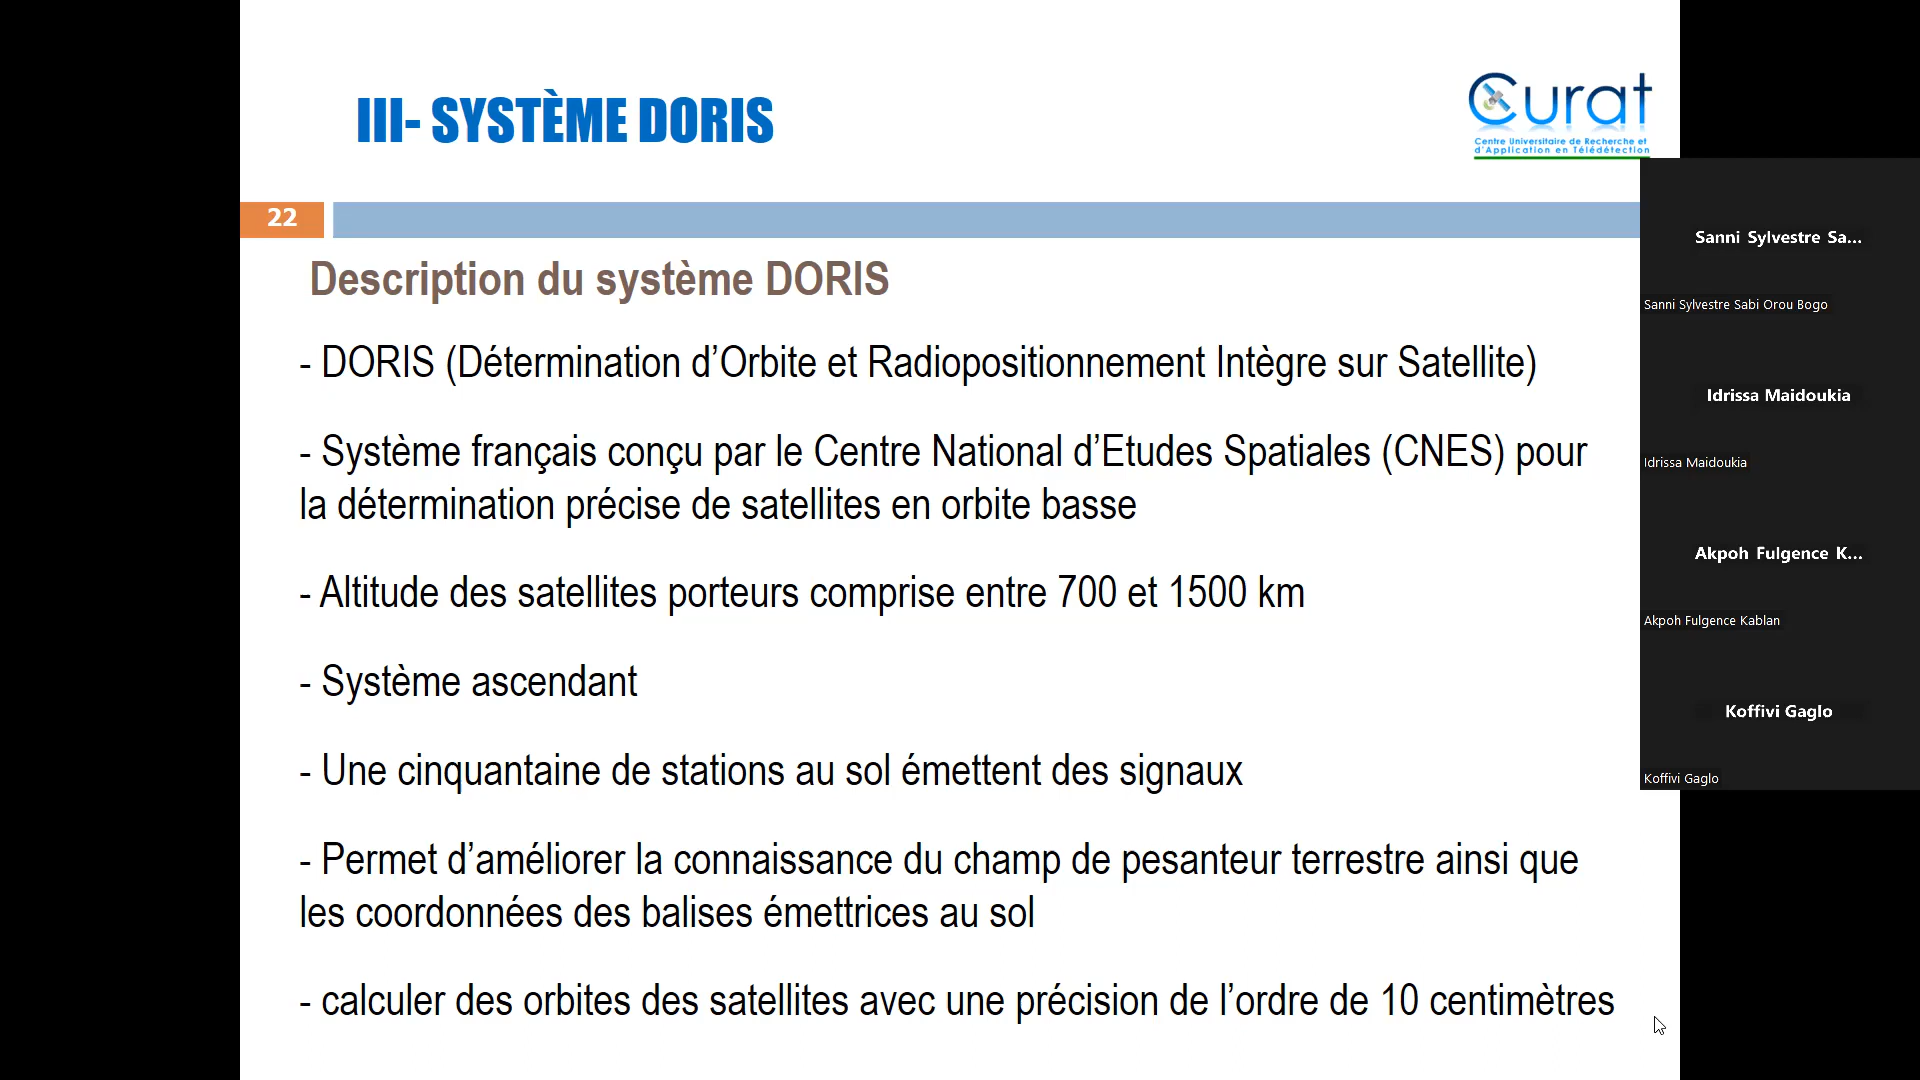 III- SYSTÈME DORIS
Curat
Centre Universitaire de Recherche et
d'Application en Télédétection
22
Description du système DORIS
- DORIS (Détermination d’Orbite et Radiopositionnement Intègre sur Satellite)
- Système français conçu par le Centre National d’Etudes Spatiales (CNES) pour
la détermination précise de satellites en orbite basse
- Altitude des satellites porteurs comprise entre 700 et 1500 km
- Système ascendant
- Une cinquantaine de stations au sol émettent des signaux
- Permet d’améliorer la connaissance du champ de pesanteur terrestre ainsi que
les coordonnées des balises émettrices au sol
- calculer des orbites des satellites avec une précision de l’ordre de 10 centimètres
Sanni Sylvestre Sa...
Sanni Sylvestre Sabi Orou Bogo
Idrissa Maidoukia
Idrissa Maidoukia
Akpoh Fulgence K...
Akpoh Fulgence Kablan
Koffivi Gaglo
Koffivi Gaglo